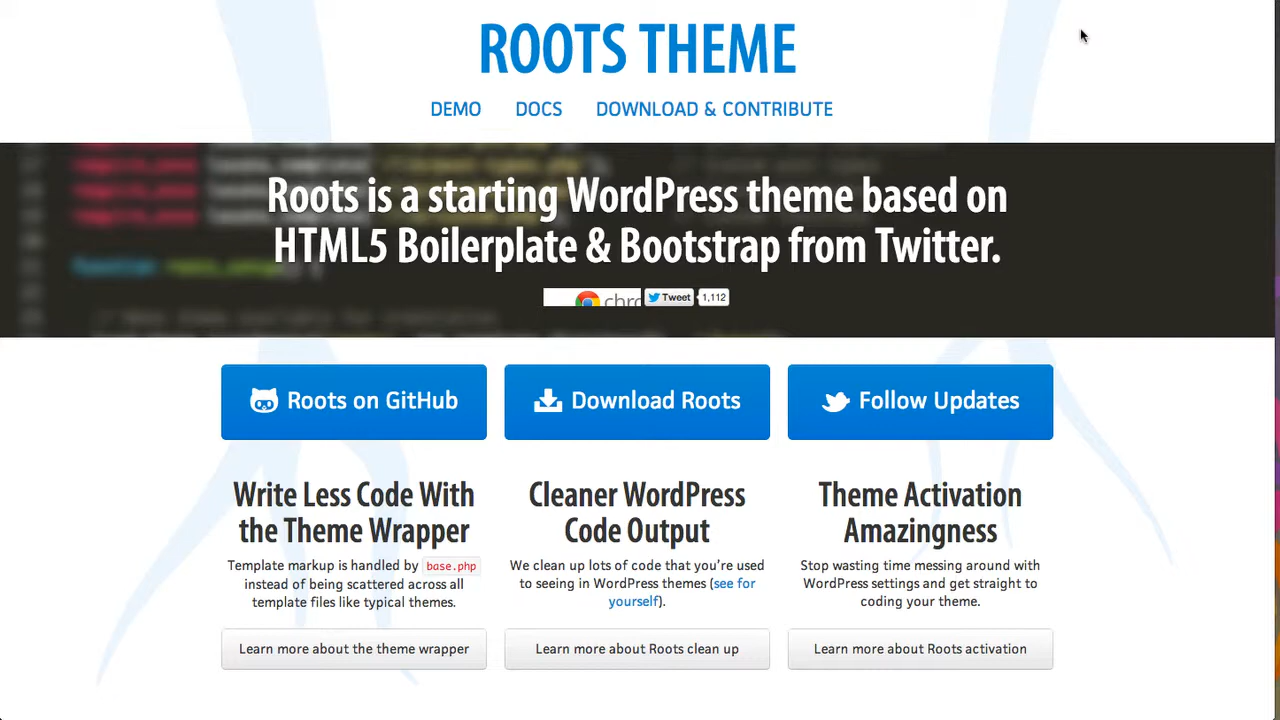 ROOTS THEME
DEMO DOCS DOWNLOAD & CONTRIBUTE
Roots is a starting WordPress theme based on
HTML5 Boilerplate & Bootstrap from Twitter.
Tweet 1,112
Roots on GitHub
Download Roots
Follow Updates
Write Less Code With
the Theme Wrapper
Template markup is handled by base.php
instead of being scattered across all
template files like typical themes.
Learn more about the theme wrapper
Cleaner WordPress
Code Output
We clean up lots of code that you're used
to seeing in WordPress themes (see for
yourself).
Learn more about Roots clean up
Theme Activation
Amazingness
Stop wasting time messing around with
WordPress settings and get straight to
coding your theme.
Learn more about Roots activation